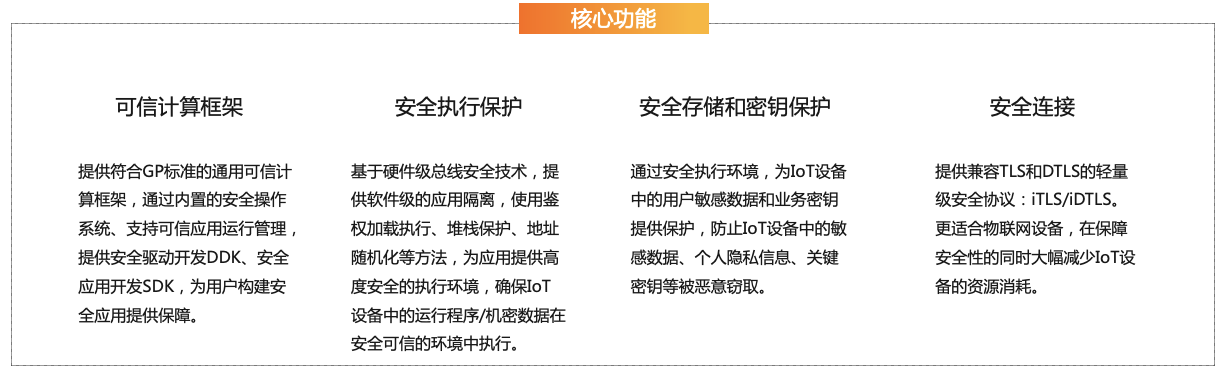 核心功能
可信计算框架
提供符合GP标准的通用可信计
算框架，通过内置的安全操作
系统、支持可信应用运行管理，
提供安全驱动开发DDK、安全
应用开发SDK，为用户构建安
全应用提供保障。
安全执行保护
基于硬件级总线安全技术，提
供软件级的应用隔离，使用鉴
权加载执行、堆栈保护、地址
随机化等方法，为应用提供高
度安全的执行环境，确保IoT
设备中的运行程序/机密数据在
安全可信的环境中执行。
安全存储和密钥保护
通过安全执行环境，为IoT设备
中的用户敏感数据和业务密钥
提供保护，防止IoT设备中的敏
感数据、个人隐私信息、关键
密钥等被恶意窃取。
安全连接
提供兼容TLS和DTLS的轻量
级安全协议：iTLS/iDTLS。
更适合物联网设备，在保障
安全性的同时大幅减少IoT设
备的资源消耗。